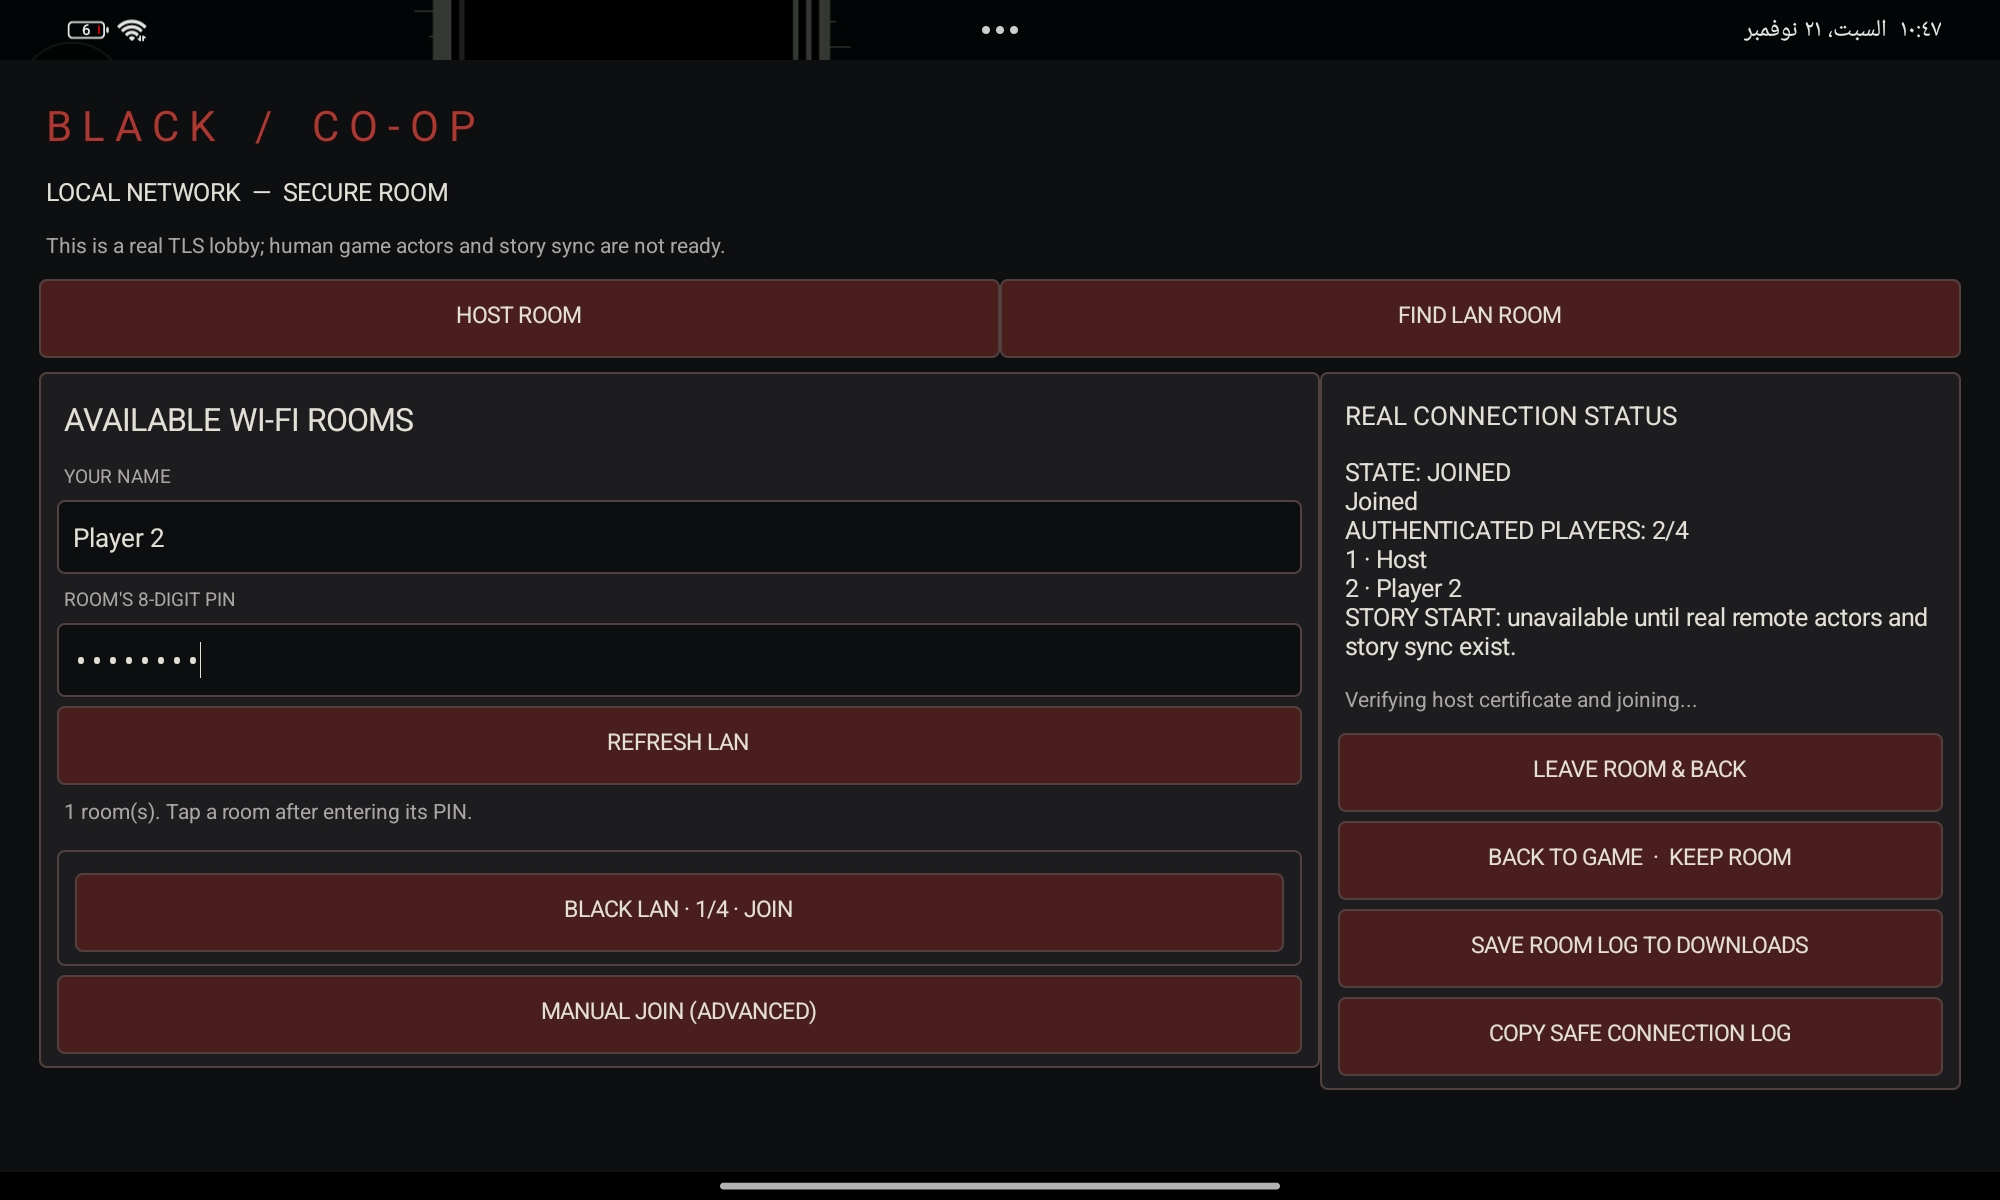 6
•••
السبت، ٢١ نوفمبر ١٠:٤٧
BLACK / CO-OP
LOCAL NETWORK — SECURE ROOM
This is a real TLS lobby; human game actors and story sync are not ready.
HOST ROOM
FIND LAN ROOM
AVAILABLE WI-FI ROOMS
YOUR NAME
Player 2
ROOM'S 8-DIGIT PIN
••••••••
REFRESH LAN
1 room(s). Tap a room after entering its PIN.
BLACK LAN · 1/4 · JOIN
MANUAL JOIN (ADVANCED)
REAL CONNECTION STATUS
STATE: JOINED
Joined
AUTHENTICATED PLAYERS: 2/4
1 · Host
2 · Player 2
STORY START: unavailable until real remote actors and
story sync exist.
Verifying host certificate and joining...
LEAVE ROOM & BACK
BACK TO GAME · KEEP ROOM
SAVE ROOM LOG TO DOWNLOADS
COPY SAFE CONNECTION LOG